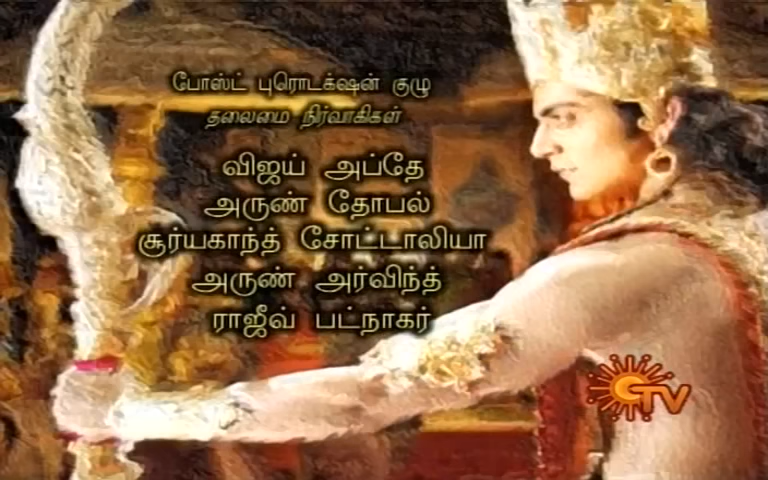 போஸ்ட் புரொடக்ஷன் குழு
தலைமை நிர்வாகிகள்
விஜய் அப்தே
அருண் தோபல்
சூர்யகாந்த் சோட்டாலியா
அருண் அர்விந்த்
ராஜீவ் பட்நாகர்
TV